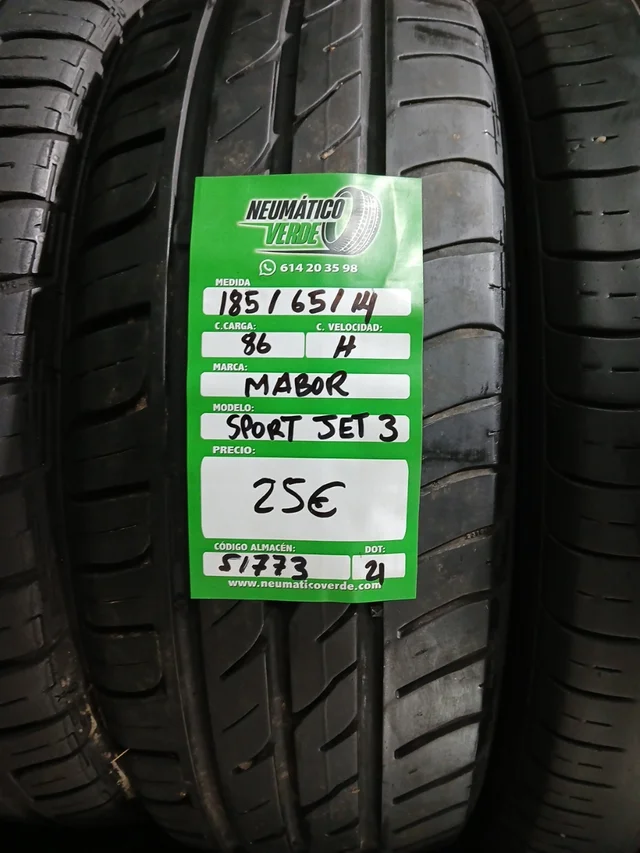 NEUMÁTICO
VERDE
614 20 35 98
MEDIDA
185/65/14
C.CARGA: C. VELOCIDAD:
86 H
MARCA:
MABOR
MODELO:
SPORT JET 3
PRECIO:
25€
CÓDIGO ALMACÉN: DOT:
51773 21
www.neumaticoverde.com